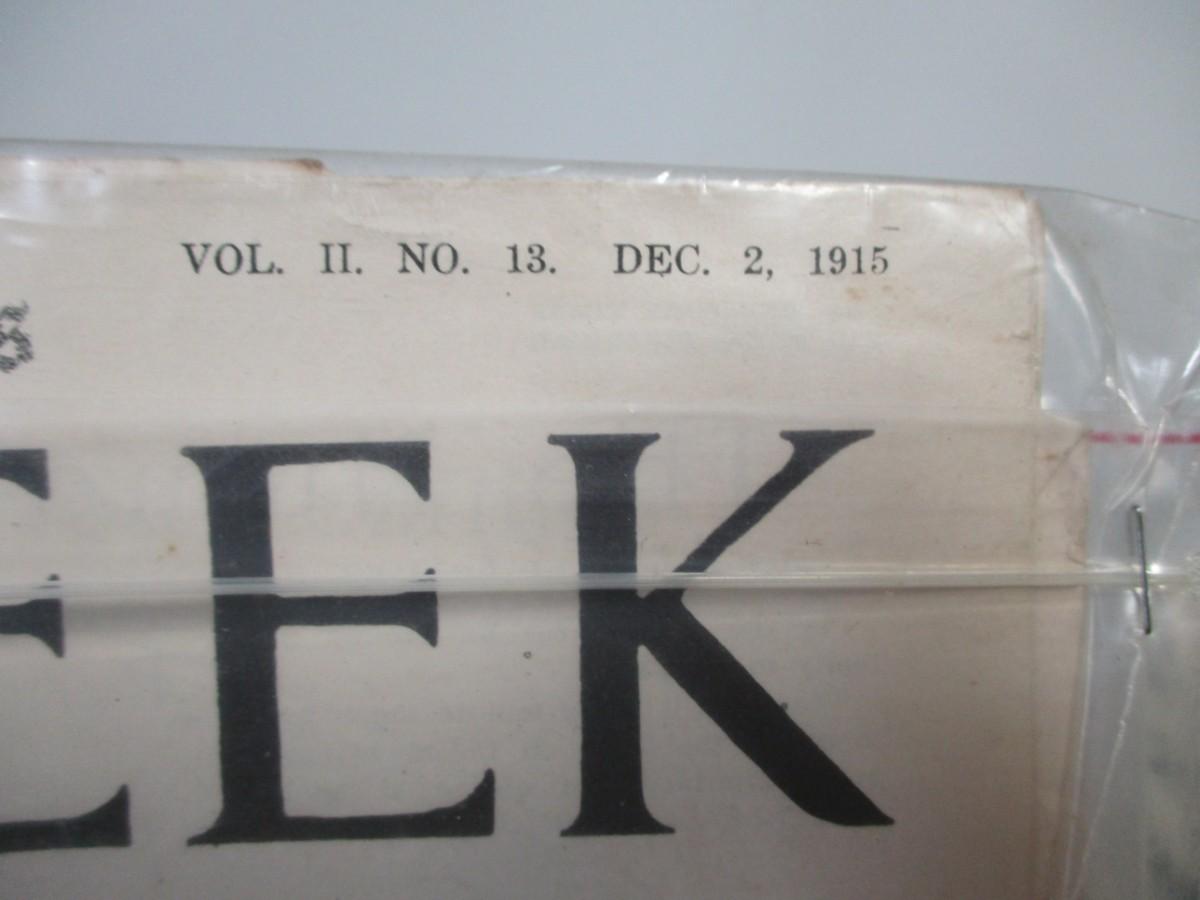 VOL. II. NO. 13. DEC. 2, 1915
EEK